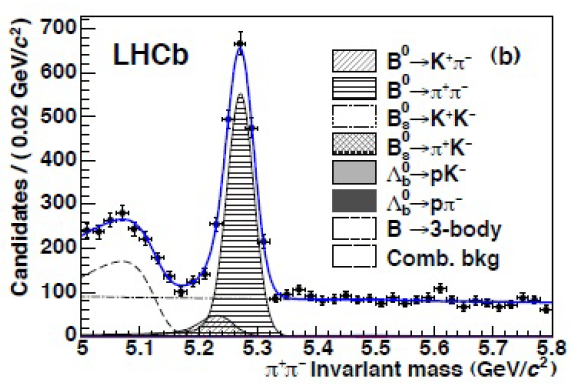 LHCb
(b)
B⁰→K⁺π⁻
B⁰→π⁺π⁻
B⁰ₛ→K⁺K⁻
B⁰ₛ→π⁺K⁻
Λ⁰_b→pK⁻
Λ⁰_b→pπ⁻
B →3-body
Comb. bkg
Candidates / ( 0.02 GeV/c²)
700
600
500
400
300
200
100
0
5 5.1 5.2 5.3 5.4 5.5 5.6 5.7 5.8
π⁺π⁻ Invariant mass (GeV/c²)